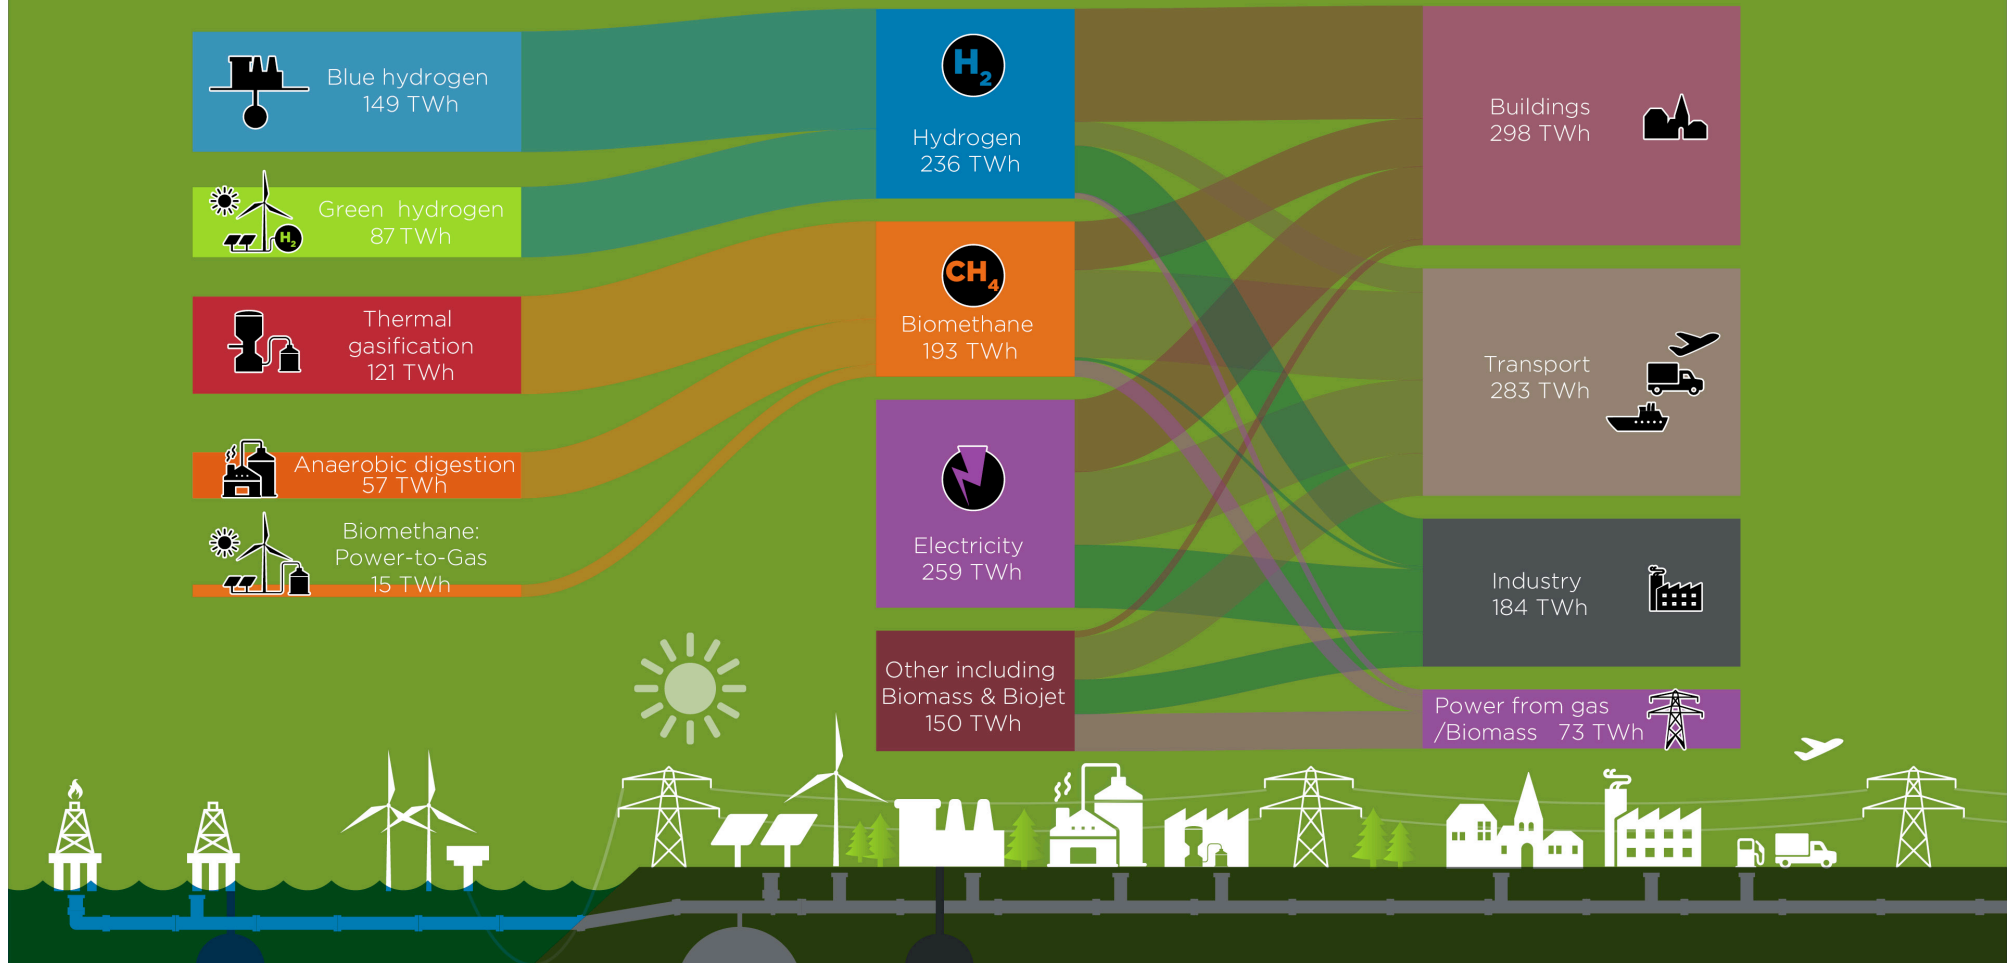 Blue hydrogen
149 TWh
Green hydrogen
87 TWh
H2
Thermal
gasification
121 TWh
Anaerobic digestion
57 TWh
Biomethane:
Power-to-Gas
15 TWh
H2
Hydrogen
236 TWh
CH4
Biomethane
193 TWh
Electricity
259 TWh
Other including
Biomass & Biojet
150 TWh
Buildings
298 TWh
Transport
283 TWh
Industry
184 TWh
Power from gas
/Biomass 73 TWh